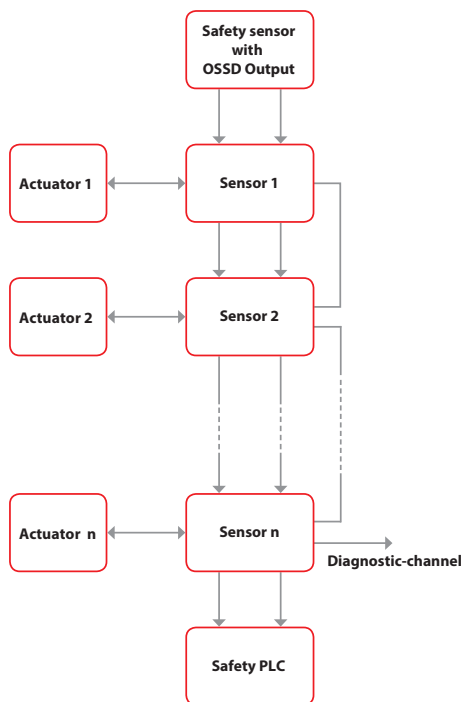 Safety sensor
with
OSSD Output
Actuator 1
Sensor 1
Actuator 2
Sensor 2
Actuator n
Sensor n
Diagnostic-channel
Safety PLC